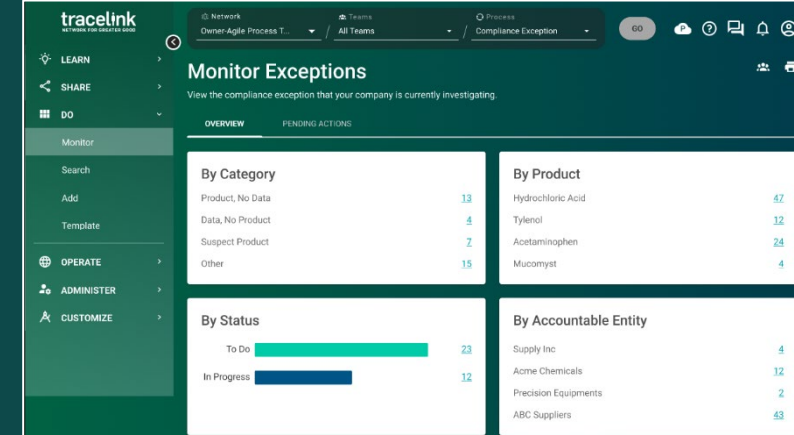 tracelink
NETWORK FOR GREATER GOOD
LEARN
SHARE
DO
Monitor
Search
Add
Template
OPERATE
ADMINISTER
CUSTOMIZE
Network
Owner-Agile Process T...
/
Teams
All Teams
/
Process
Compliance Exception
GO
P
?
Monitor Exceptions
View the compliance exception that your company is currently investigating.
OVERVIEW PENDING ACTIONS
By Category
Product, No Data 13
Data, No Product 4
Suspect Product 7
Other 15
By Product
Hydrochloric Acid 47
Tylenol 12
Acetaminophen 24
Mucomyst 4
By Status
To Do 23
In Progress 12
By Accountable Entity
Supply Inc 4
Acme Chemicals 12
Precision Equipments 2
ABC Suppliers 43